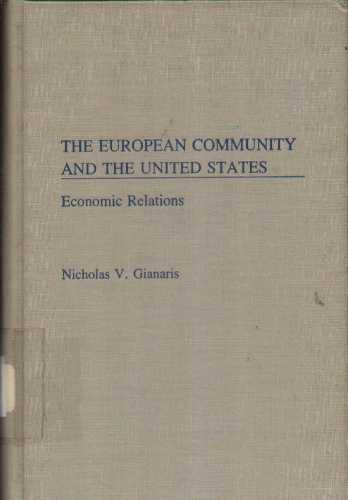 THE EUROPEAN COMMUNITY
AND THE UNITED STATES
Economic Relations
Nicholas V. Gianaris